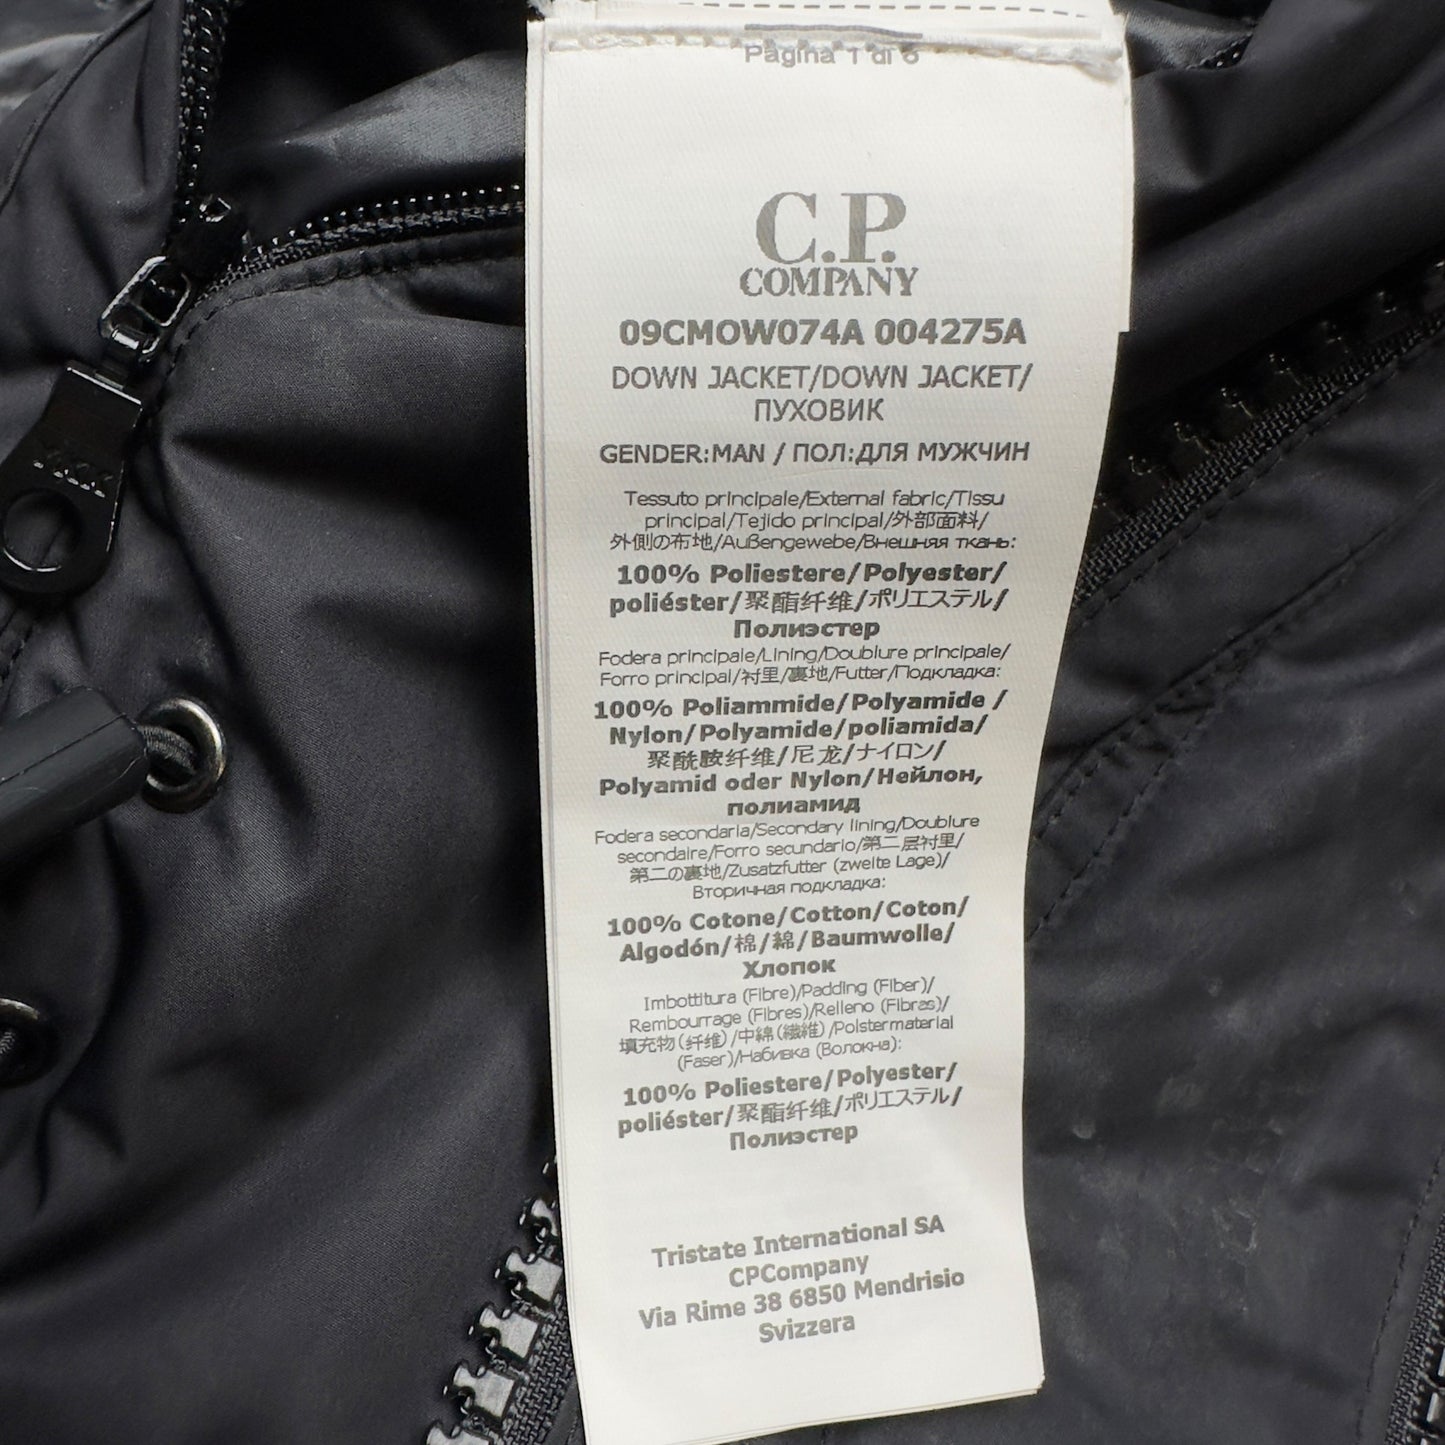 Pagina 1 di 6
C.P.
COMPANY
09CMOW074A 004275A
DOWN JACKET/DOWN JACKET/
ПУХОВИК
GENDER:MAN / ПОЛ:ДЛЯ МУЖЧИН
Tessuto principale/External fabric/Tissu
principal/Tejido principal/外部面料/
外側の布地/Außengewebe/Внешняя ткань:
100% Poliestere/Polyester/
poliéster/聚酯纤维/ポリエステル/
Полиэстер
Fodera principale/Lining/Doublure principale/
Forro principal/衬里/裏地/Futter/Подкладка:
100% Poliammide/Polyamide /
Nylon/Polyamide/poliamida/
聚酰胺纤维/尼龙/ナイロン/
Polyamid oder Nylon/Нейлон,
полиамид
Fodera secondaria/Secondary lining/Doublure
secondaire/Forro secundario/第二层衬里/
第二の裏地/Zusatzfutter (zweite Lage)/
Вторичная подкладка:
100% Cotone/Cotton/Coton/
Algodón/棉/綿/Baumwolle/
Хлопок
Imbottitura (Fibre)/Padding (Fiber)/
Rembourrage (Fibres)/Relleno (Fibras)/
填充物(纤维)/中綿(繊維)/Polstermaterial
(Faser)/Набивка (Волокна):
100% Poliestere/Polyester/
poliéster/聚酯纤维/ポリエステル/
Полиэстер
Tristate International SA
CPCompany
Via Rime 38 6850 Mendrisio
Svizzera
YKK